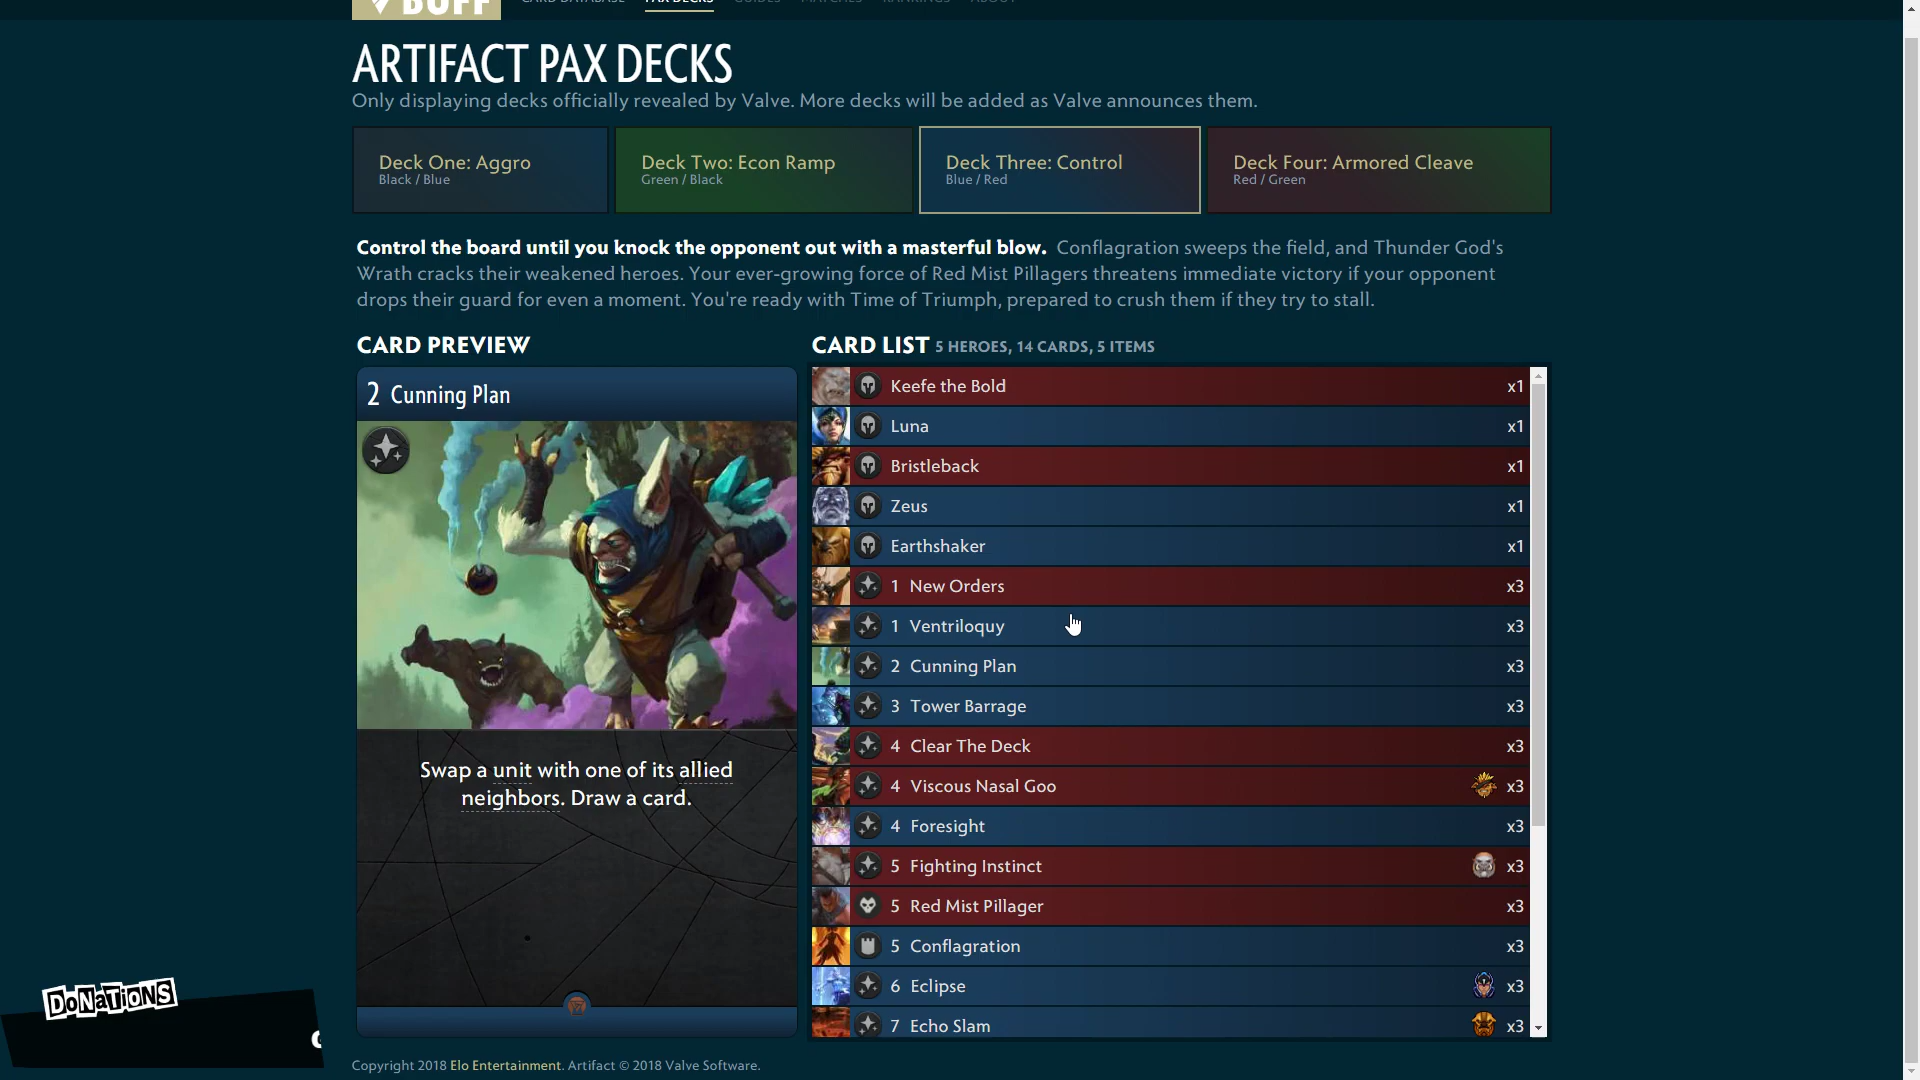 BUFF
CARD DATABASE PAX DECKS GUIDES MATCHES RANKINGS ABOUT
ARTIFACT PAX DECKS
Only displaying decks officially revealed by Valve. More decks will be added as Valve announces them.
Deck One: Aggro
Black / Blue
Deck Two: Econ Ramp
Green / Black
Deck Three: Control
Blue / Red
Deck Four: Armored Cleave
Red / Green
Control the board until you knock the opponent out with a masterful blow. Conflagration sweeps the field, and Thunder God's
Wrath cracks their weakened heroes. Your ever-growing force of Red Mist Pillagers threatens immediate victory if your opponent
drops their guard for even a moment. You're ready with Time of Triumph, prepared to crush them if they try to stall.
CARD PREVIEW
2 Cunning Plan
Swap a unit with one of its allied
neighbors. Draw a card.
CARD LIST 5 HEROES, 14 CARDS, 5 ITEMS
Keefe the Bold x1
Luna x1
Bristleback x1
Zeus x1
Earthshaker x1
1 New Orders x3
1 Ventriloquy x3
2 Cunning Plan x3
3 Tower Barrage x3
4 Clear The Deck x3
4 Viscous Nasal Goo x3
4 Foresight x3
5 Fighting Instinct x3
5 Red Mist Pillager x3
5 Conflagration x3
6 Eclipse x3
7 Echo Slam x3
DONATIONS
Copyright 2018 Elo Entertainment. Artifact © 2018 Valve Software.